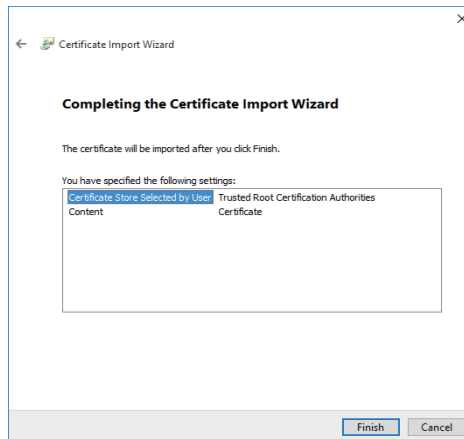 Certificate Import Wizard
Completing the Certificate Import Wizard
The certificate will be imported after you click Finish.
You have specified the following settings:
Certificate Store Selected by User Trusted Root Certification Authorities
Content Certificate
Finish Cancel